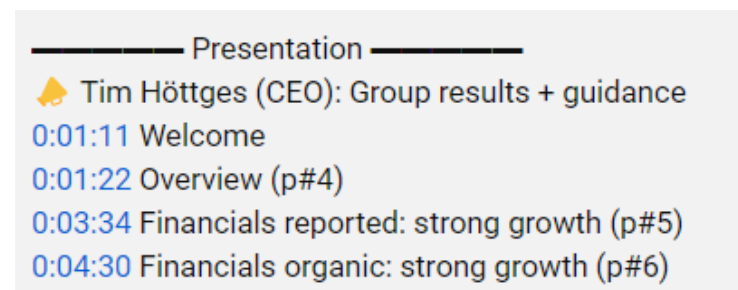 ————— Presentation —————
📣 Tim Höttges (CEO): Group results + guidance
0:01:11 Welcome
0:01:22 Overview (p#4)
0:03:34 Financials reported: strong growth (p#5)
0:04:30 Financials organic: strong growth (p#6)